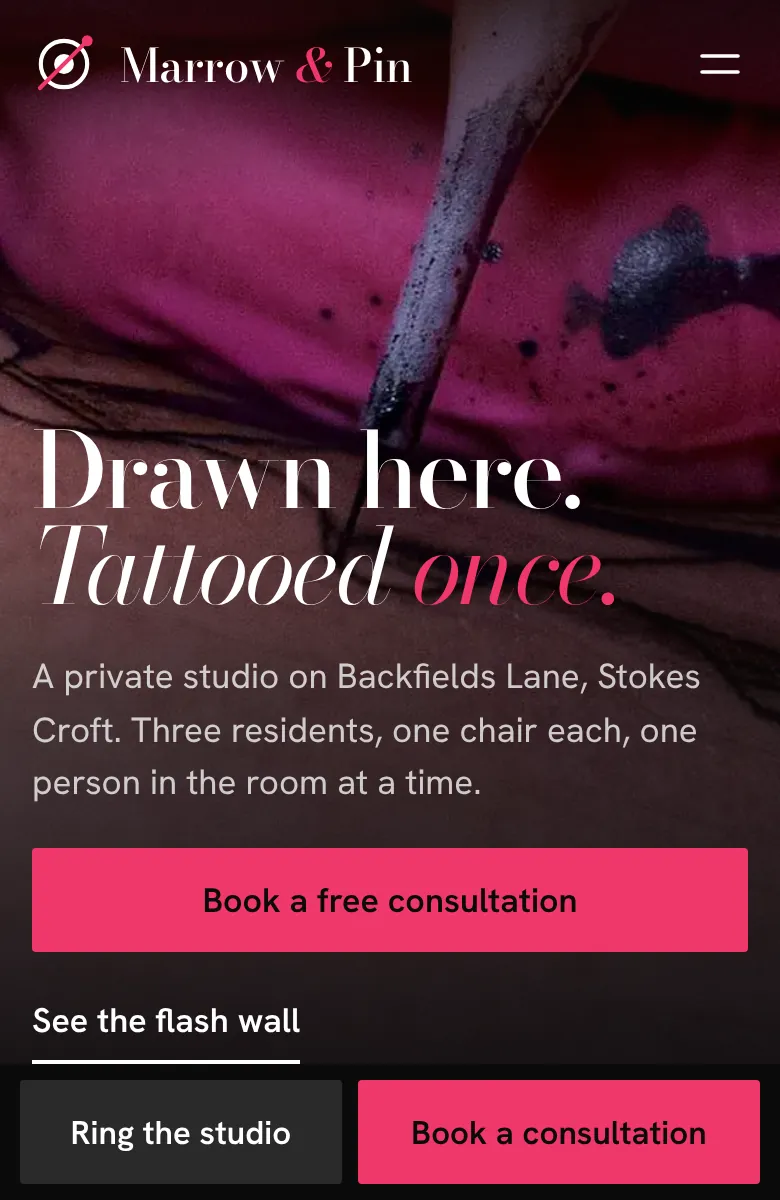 Marrow & Pin
Drawn here.
Tattooed once.
A private studio on Backfields Lane, Stokes
Croft. Three residents, one chair each, one
person in the room at a time.
Book a free consultation
See the flash wall
Ring the studio
Book a consultation